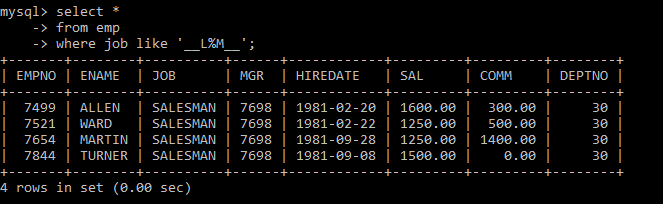 mysql> select *
    -> from emp
    -> where job like '__L%M__';
+-------+--------+----------+------+------------+---------+---------+--------+
| EMPNO | ENAME  | JOB      | MGR  | HIREDATE   | SAL     | COMM    | DEPTNO |
+-------+--------+----------+------+------------+---------+---------+--------+
|  7499 | ALLEN  | SALESMAN | 7698 | 1981-02-20 | 1600.00 |  300.00 |     30 |
|  7521 | WARD   | SALESMAN | 7698 | 1981-02-22 | 1250.00 |  500.00 |     30 |
|  7654 | MARTIN | SALESMAN | 7698 | 1981-09-28 | 1250.00 | 1400.00 |     30 |
|  7844 | TURNER | SALESMAN | 7698 | 1981-09-08 | 1500.00 |    0.00 |     30 |
+-------+--------+----------+------+------------+---------+---------+--------+
4 rows in set (0.00 sec)